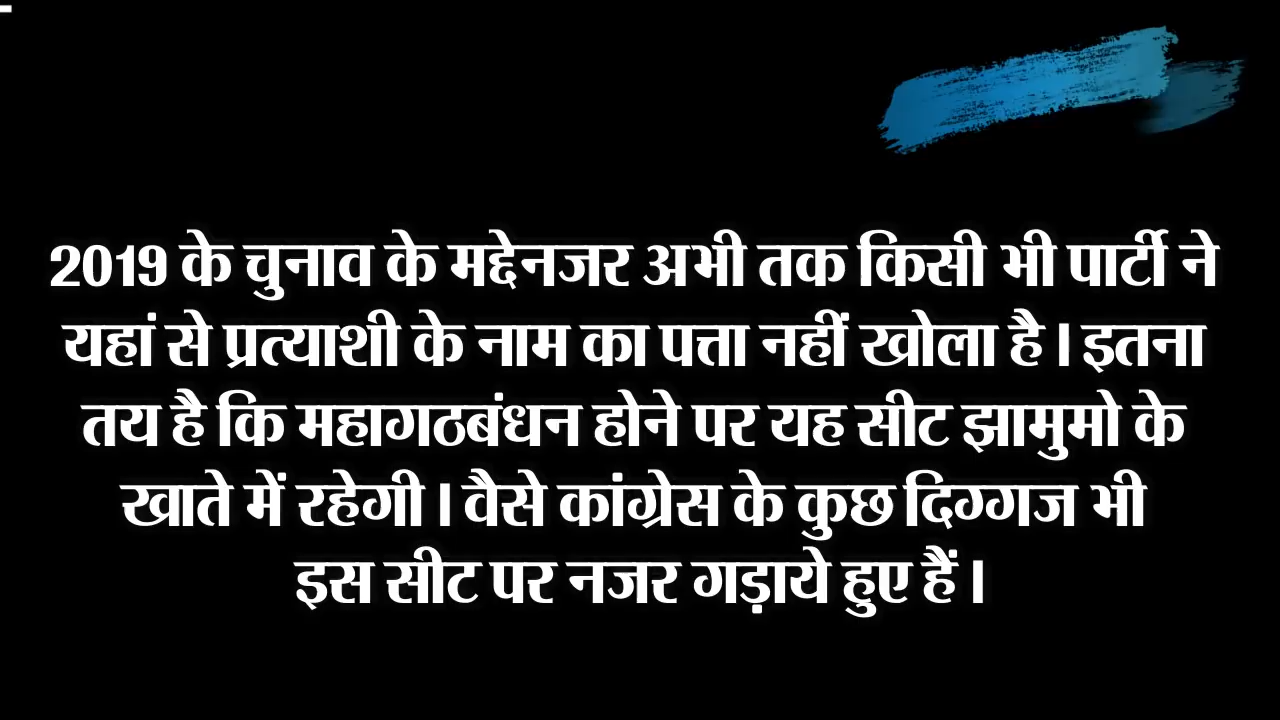 2019 के चुनाव के मद्देनजर अभी तक किसी भी पार्टी ने
यहां से प्रत्याशी के नाम का पत्ता नहीं खोला है। इतना
तय है कि महागठबंधन होने पर यह सीट झामुमो के
खाते में रहेगी। वैसे कांग्रेस के कुछ दिग्गज भी
इस सीट पर नजर गड़ाये हुए हैं।